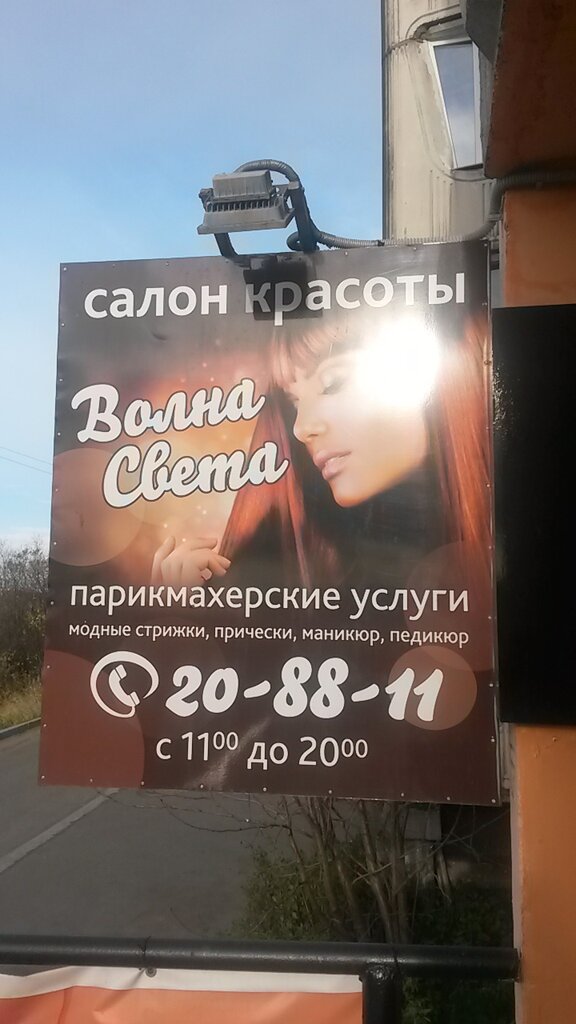 салон красоты
Волна
Света
парикмахерские услуги
модные стрижки, прически, маникюр, педикюр
20-88-11
с 11⁰⁰ до 20⁰⁰